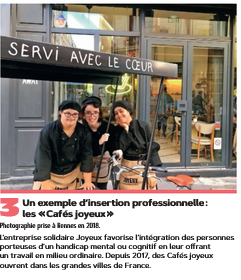 SERVI AVEC LE CŒUR
3 Un exemple d'insertion professionnelle :
les « Cafés joyeux »
Photographie prise à Rennes en 2018.
L'entreprise solidaire Joyeux favorise l'intégration des personnes
porteuses d'un handicap mental ou cognitif en leur offrant
un travail en milieu ordinaire. Depuis 2017, des Cafés joyeux
ouvrent dans les grandes villes de France.